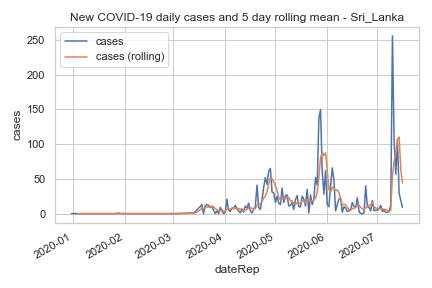 New COVID-19 daily cases and 5 day rolling mean - Sri_Lanka
cases
cases (rolling)
250
200
150
100
50
0
cases
2020-01
2020-02
2020-03
2020-04
2020-05
2020-06
2020-07
dateRep